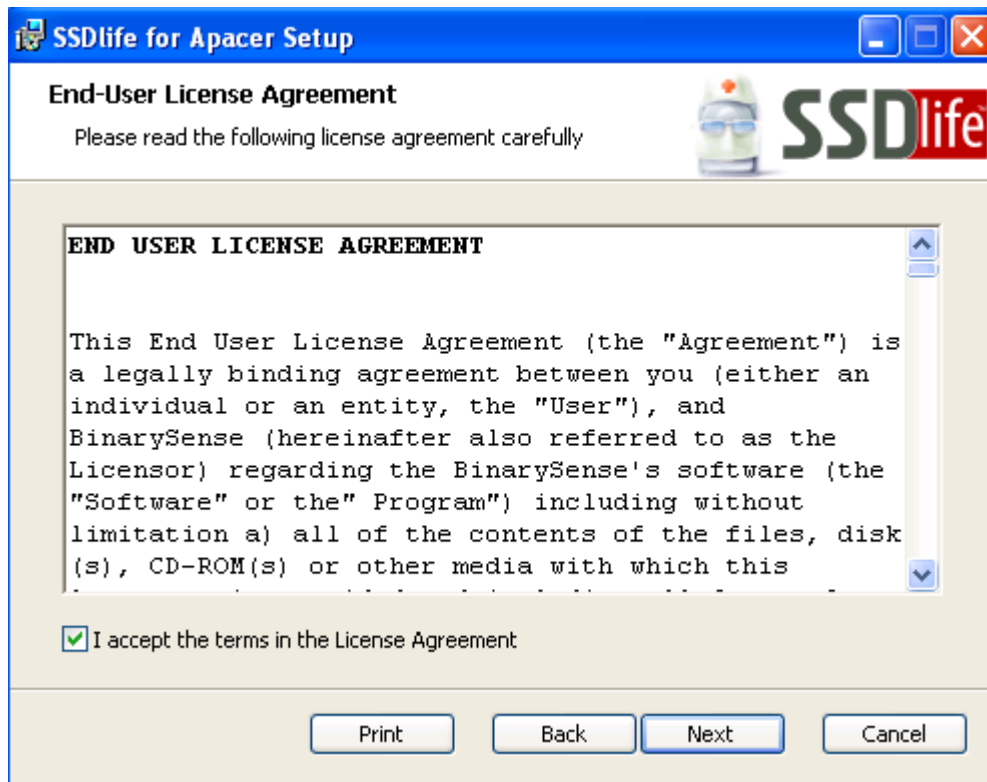 SSDlife for Apacer Setup
End-User License Agreement
Please read the following license agreement carefully
SSDlife
END USER LICENSE AGREEMENT
This End User License Agreement (the "Agreement") is
a legally binding agreement between you (either an
individual or an entity, the "User"), and
BinarySense (hereinafter also referred to as the
Licensor) regarding the BinarySense's software (the
"Software" or the" Program") including without
limitation a) all of the contents of the files, disk
(s), CD-ROM(s) or other media with which this
I accept the terms in the License Agreement
Print Back Next Cancel